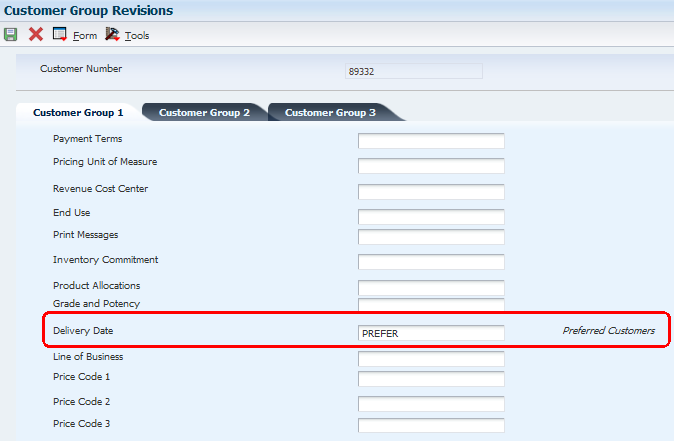 Customer Group Revisions
Form Tools
Customer Number 89332
Customer Group 1 Customer Group 2 Customer Group 3
Payment Terms
Pricing Unit of Measure
Revenue Cost Center
End Use
Print Messages
Inventory Commitment
Product Allocations
Grade and Potency
Delivery Date PREFER Preferred Customers
Line of Business
Price Code 1
Price Code 2
Price Code 3